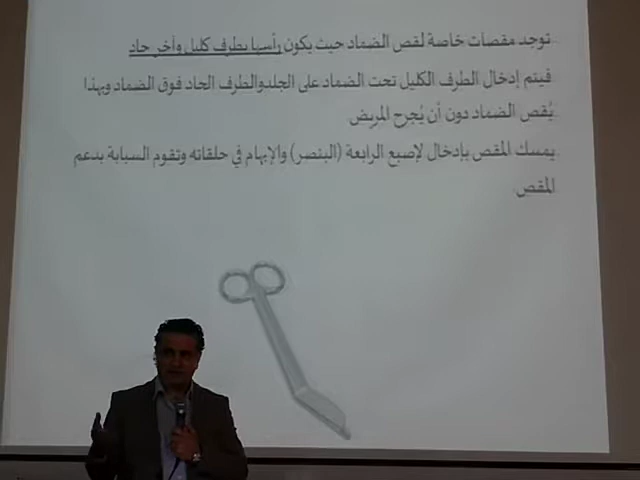 توجد مقصات خاصة لقص الضماد حيث يكون رأسها بطرف كليل وآخر حاد
فيتم إدخال الطرف الكليل تحت الضماد على الجلد والطرف الحاد فوق الضماد وبهذا
يُقص الضماد دون أن يُجرح المريض
يمسك المقص بإدخال لإصبع الرابعة (البنصر) والإبهام في حلقاته وتقوم السبابة بدعم
المقص